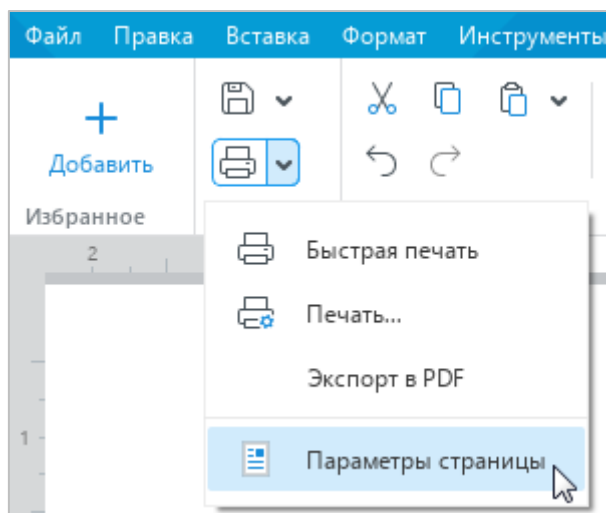 Файл Правка Вставка Формат Инструменты
Добавить
Избранное
2
Быстрая печать
Печать...
Экспорт в PDF
1
Параметры страницы